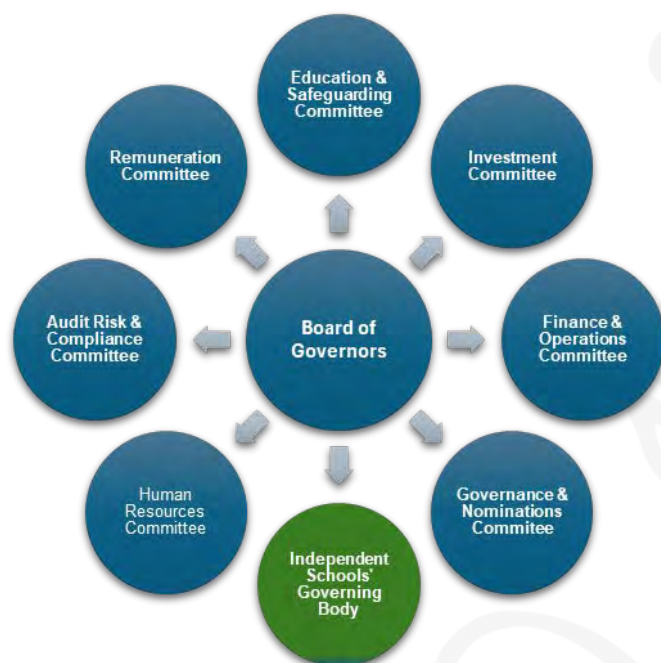 Education &
Safeguarding
Committee
Remuneration
Committee
Investment
Committee
Audit Risk &
Compliance
Committee
Board of
Governors
Finance &
Operations
Committee
Human
Resources
Committee
Governance &
Nominations
Commitee
Independent
Schools'
Governing
Body